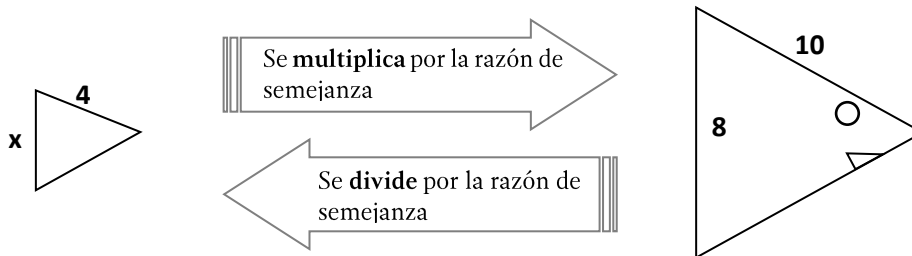 4
x
Se multiplica por la razón de
semejanza
Se divide por la razón de
semejanza
10
8